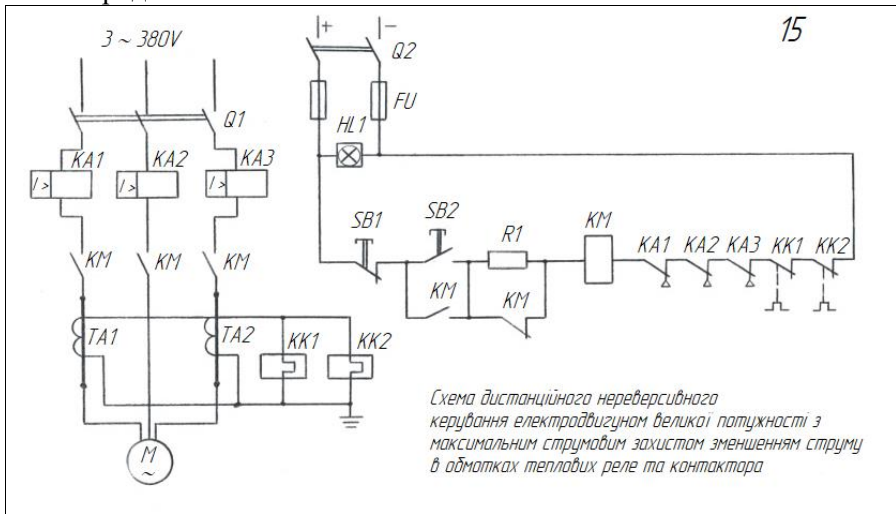 15
3 ~ 380V
+ –
Q2
FU
Q1
HL1
KA1 KA2 KA3
I > I > I >
SB1 SB2 R1 KM
KA1 KA2 KA3 KK1 KK2
KM KM KM
KM KM
TA1 TA2 KK1 KK2
M
~
Схема дистанційного нереверсивного
керування електродвигуном великої потужності з
максимальним струмовим захистом зменшенням струму
в обмотках теплових реле та контактора